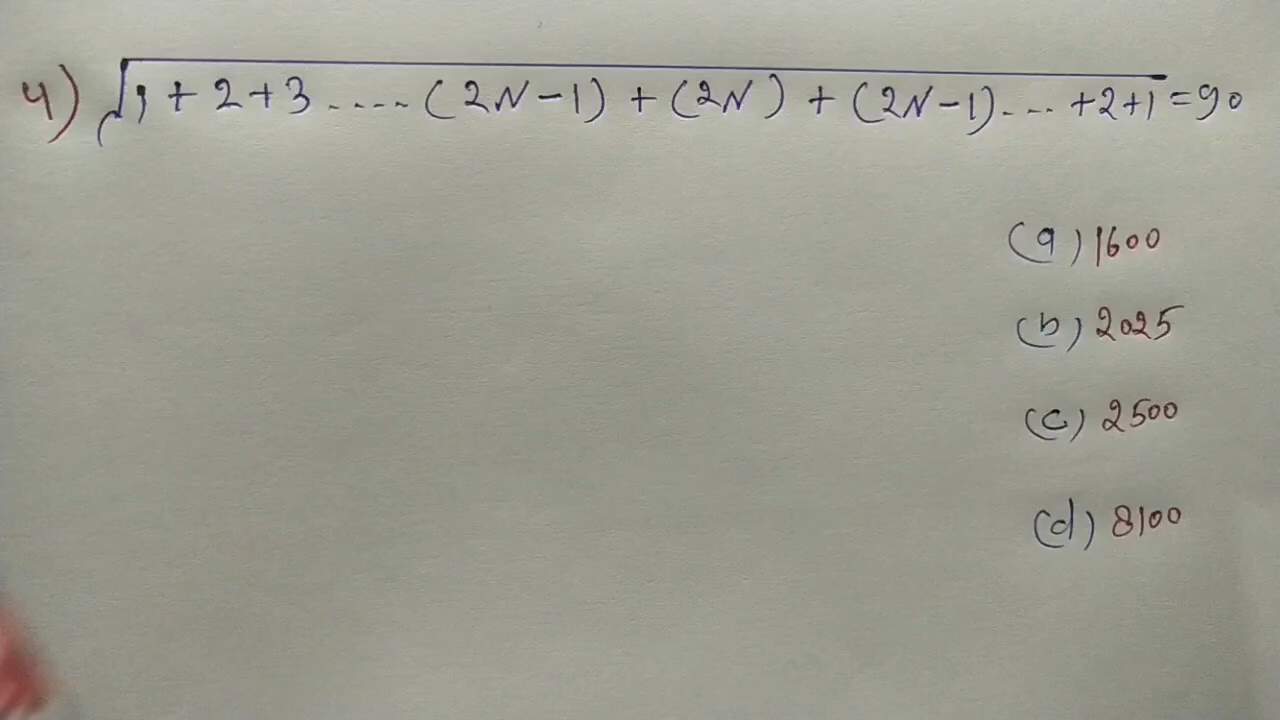 4) √1+2+3.....(2N-1)+(2N)+(2N-1)...+2+1=90
(a) 1600
(b) 2025
(c) 2500
(d) 8100